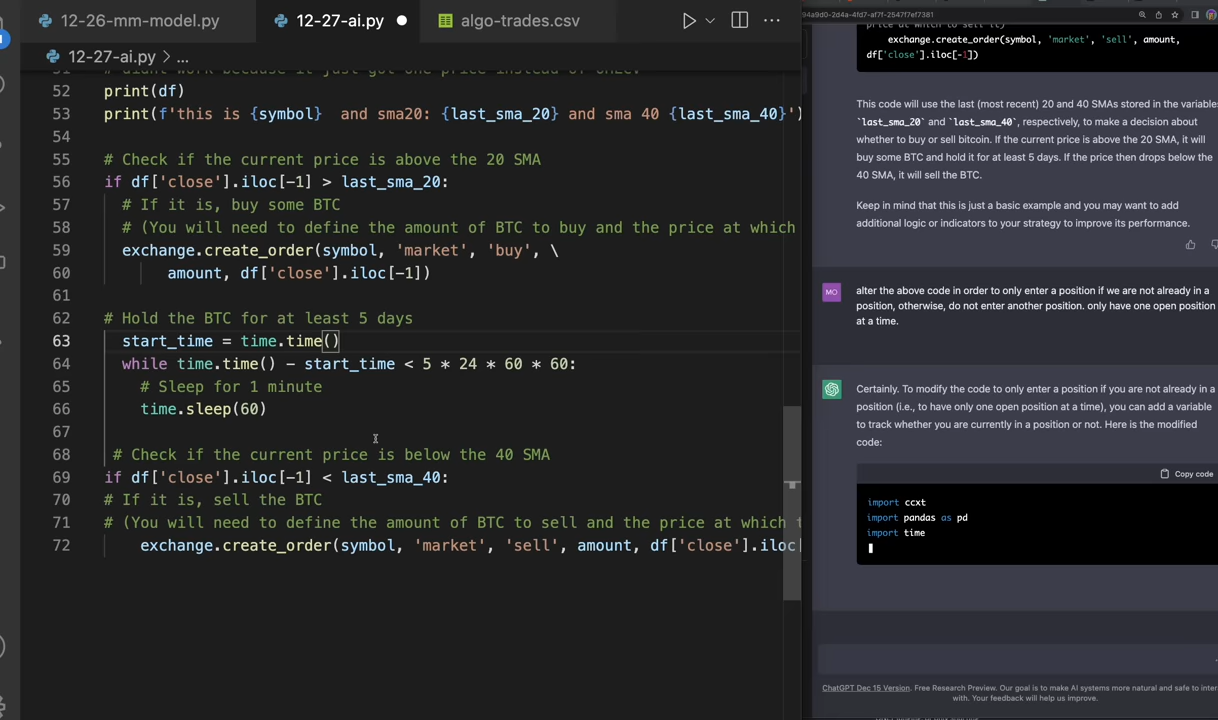 12-26-mm-model.py
12-27-ai.py
algo-trades.csv
12-27-ai.py > ...
# didnt work because it just got one price instead of OHLC.
52 print(df)
53 print(f'this is {symbol}  and sma20: {last_sma_20} and sma 40 {last_sma_40}')
54
55 # Check if the current price is above the 20 SMA
56 if df['close'].iloc[-1] > last_sma_20:
57 # If it is, buy some BTC
58 # (You will need to define the amount of BTC to buy and the price at which
59 exchange.create_order(symbol, 'market', 'buy', \
60 amount, df['close'].iloc[-1])
61
62 # Hold the BTC for at least 5 days
63 start_time = time.time()
64 while time.time() - start_time < 5 * 24 * 60 * 60:
65 # Sleep for 1 minute
66 time.sleep(60)
67
68 # Check if the current price is below the 40 SMA
69 if df['close'].iloc[-1] < last_sma_40:
70 # If it is, sell the BTC
71 # (You will need to define the amount of BTC to sell and the price at which t
72 exchange.create_order(symbol, 'market', 'sell', amount, df['close'].iloc[
price at which to sell it)
exchange.create_order(symbol, 'market', 'sell', amount,
df['close'].iloc[-1])
This code will use the last (most recent) 20 and 40 SMAs stored in the variables
`last_sma_20` and `last_sma_40`, respectively, to make a decision about
whether to buy or sell bitcoin. If the current price is above the 20 SMA, it will
buy some BTC and hold it for at least 5 days. If the price then drops below the
40 SMA, it will sell the BTC.
Keep in mind that this is just a basic example and you may want to add
additional logic or indicators to your strategy to improve its performance.
MO
alter the above code in order to only enter a position if we are not already in a
position, otherwise, do not enter another position. only have one open position
at a time.
Certainly. To modify the code to only enter a position if you are not already in a
position (i.e., to have only one open position at a time), you can add a variable
to track whether you are currently in a position or not. Here is the modified
code:
Copy code
import ccxt
import pandas as pd
import time
ChatGPT Dec 15 Version. Free Research Preview. Our goal is to make AI systems more natural and safe to inter
with. Your feedback will help us improve.